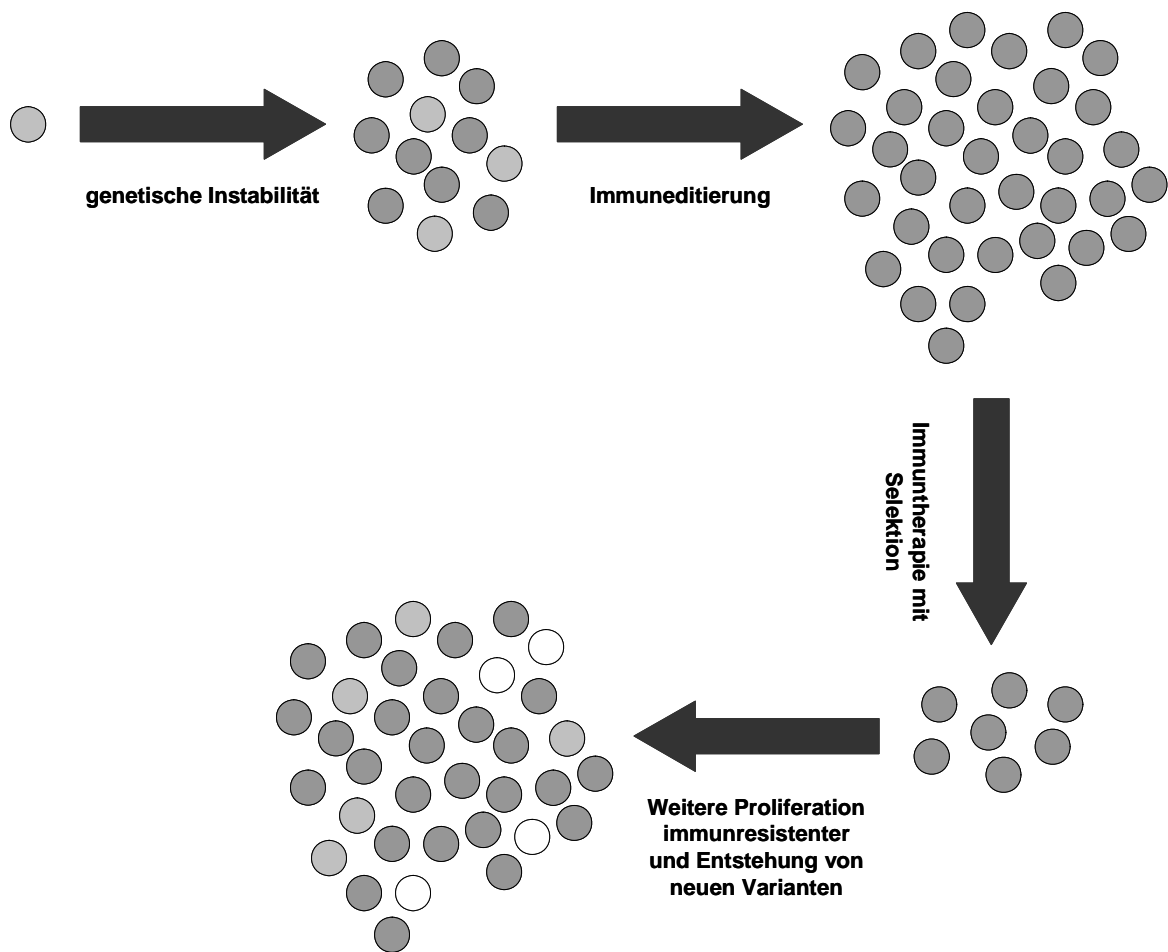 genetische Instabilität
Immuneditierung
Immuntherapie mit
Selektion
Weitere Proliferation
immunresistenter
und Entstehung von
neuen Varianten